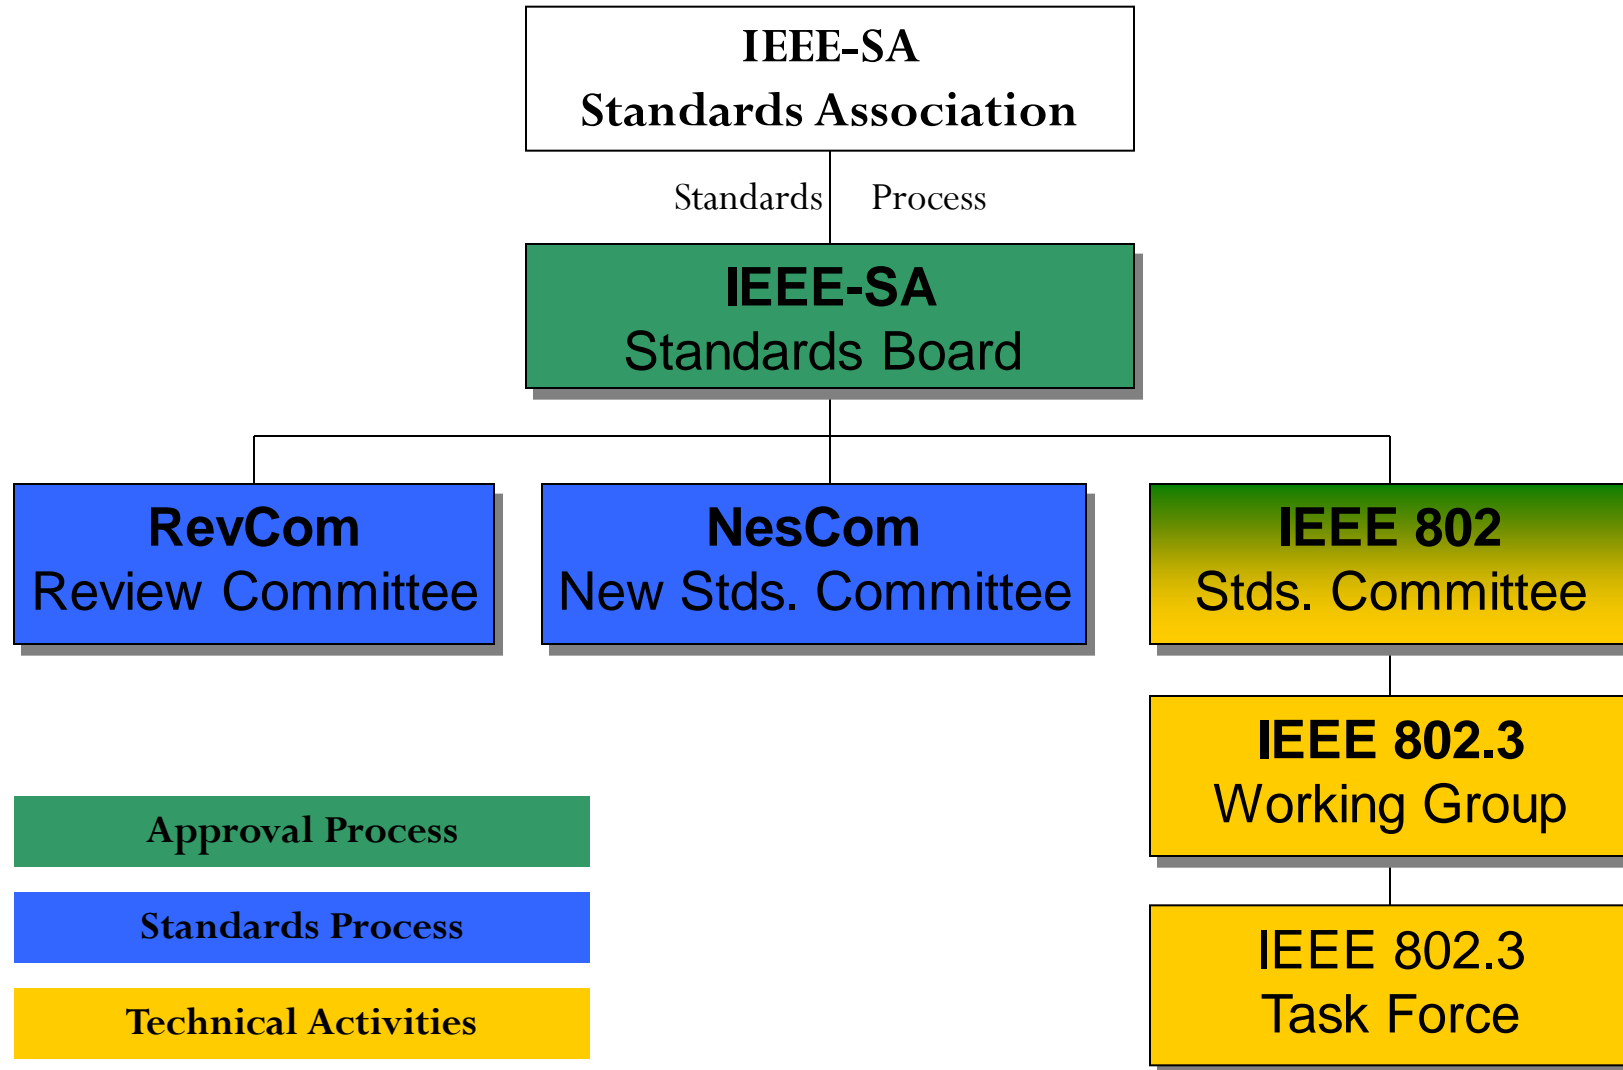 IEEE-SA
Standards Association
Standards Process
IEEE-SA
Standards Board
RevCom
Review Committee
NesCom
New Stds. Committee
IEEE 802
Stds. Committee
IEEE 802.3
Working Group
IEEE 802.3
Task Force
Approval Process
Standards Process
Technical Activities